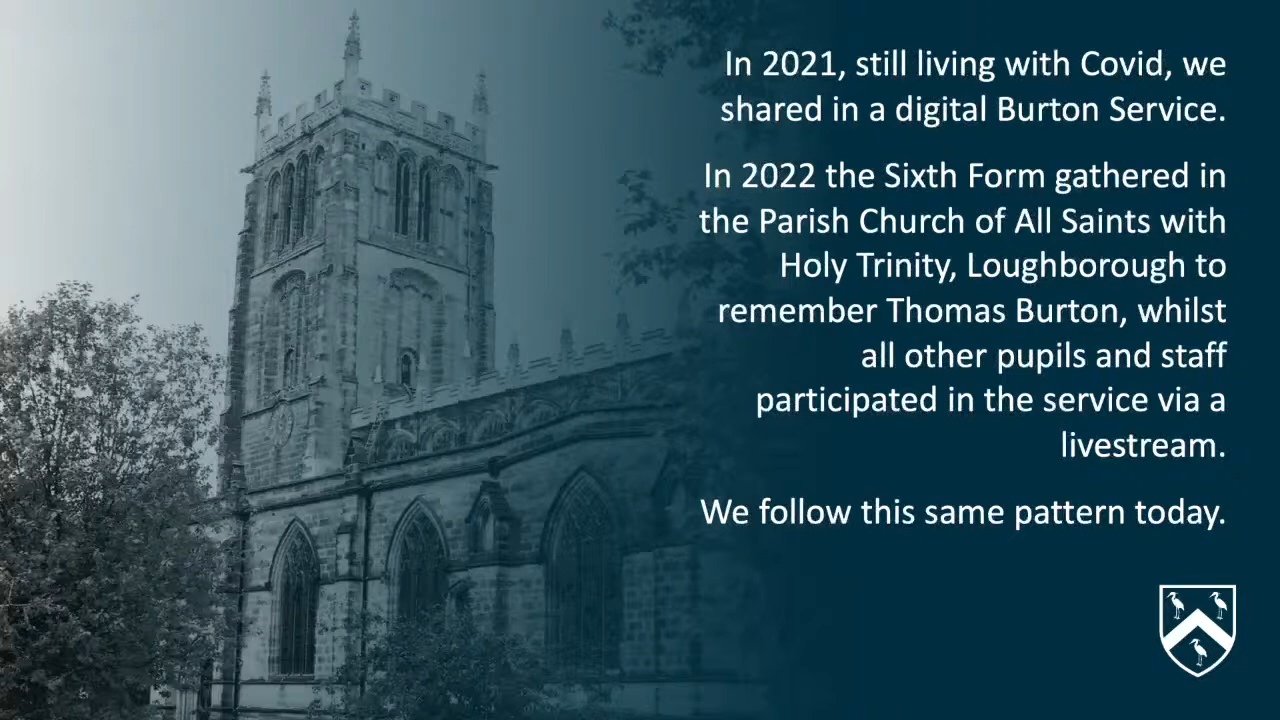 In 2021, still living with Covid, we
shared in a digital Burton Service.
In 2022 the Sixth Form gathered in
the Parish Church of All Saints with
Holy Trinity, Loughborough to
remember Thomas Burton, whilst
all other pupils and staff
participated in the service via a
livestream.
We follow this same pattern today.